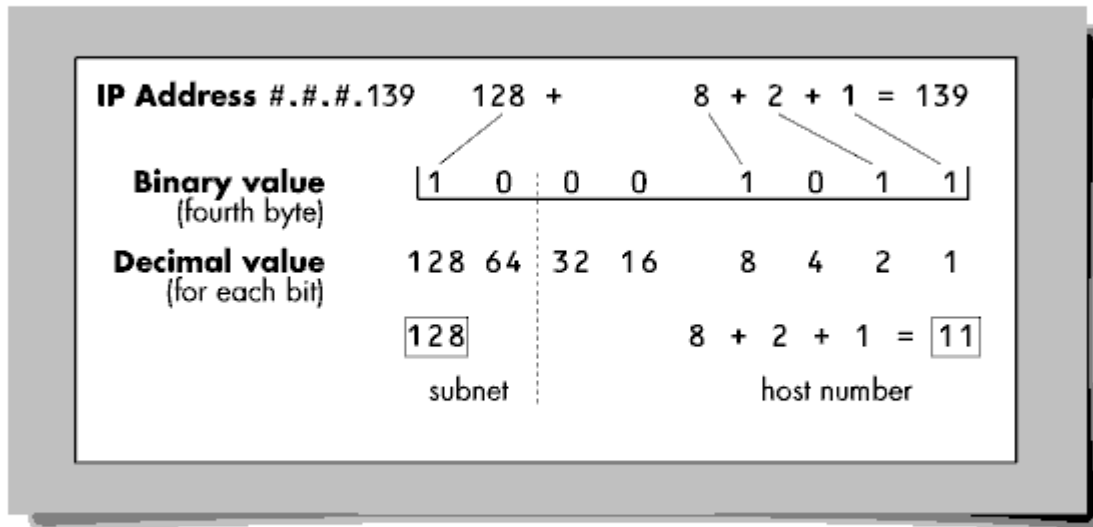 IP Address #.#.#.139 128 + 8 + 2 + 1 = 139
Binary value 1 0 0 0 1 0 1 1
(fourth byte)
Decimal value 128 64 32 16 8 4 2 1
(for each bit)
128 8 + 2 + 1 = 11
subnet host number